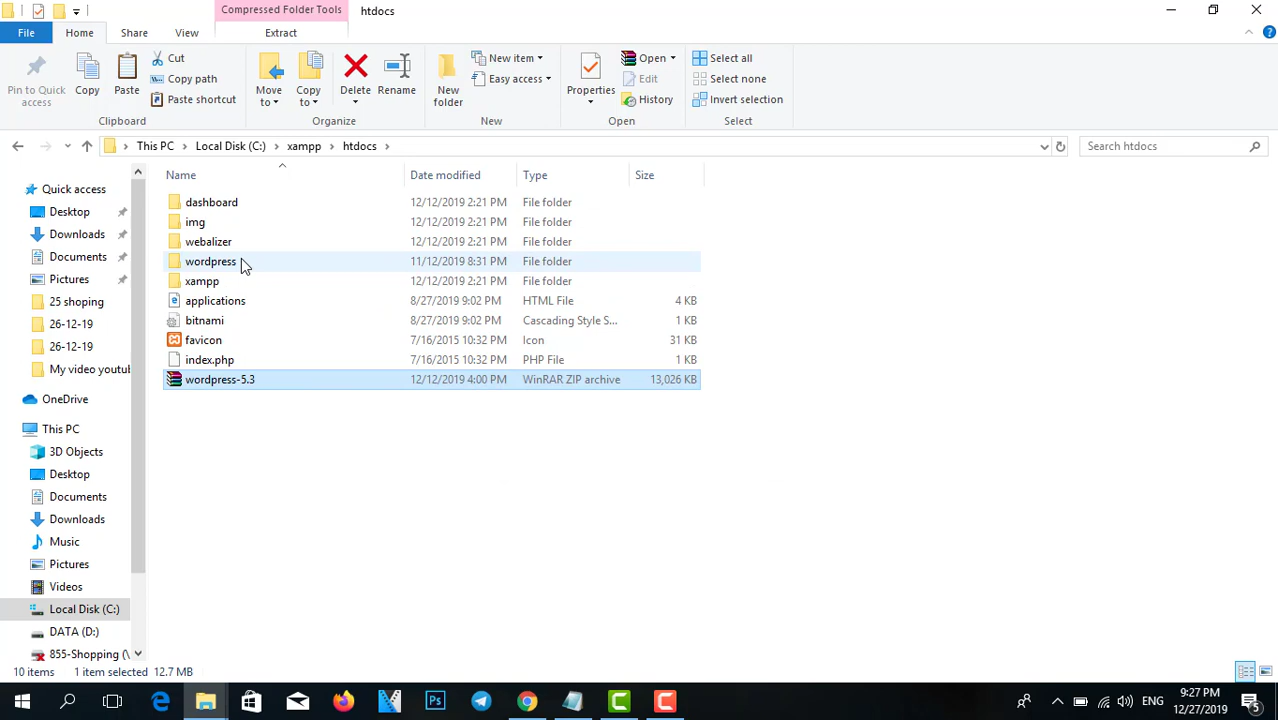 Compressed Folder Tools
htdocs
File
Home
Share
View
Extract
Pin to Quick access
Copy
Paste
Cut
Copy path
Paste shortcut
Clipboard
Move to
Copy to
Delete
Rename
Organize
New folder
New item
Easy access
New
Properties
Open
Edit
History
Open
Select all
Select none
Invert selection
Select
This PC
Local Disk (C:)
xampp
htdocs
Search htdocs
Name
Date modified
Type
Size
Quick access
Desktop
Downloads
Documents
Pictures
25 shoping
26-12-19
26-12-19
My video youtub
OneDrive
This PC
3D Objects
Desktop
Documents
Downloads
Music
Pictures
Videos
Local Disk (C:)
DATA (D:)
855-Shopping (\
dashboard 12/12/2019 2:21 PM File folder
img 12/12/2019 2:21 PM File folder
webalizer 12/12/2019 2:21 PM File folder
wordpress 11/12/2019 8:31 PM File folder
xampp 12/12/2019 2:21 PM File folder
applications 8/27/2019 9:02 PM HTML File 4 KB
bitnami 8/27/2019 9:02 PM Cascading Style S... 1 KB
favicon 7/16/2015 10:32 PM Icon 31 KB
index.php 7/16/2015 10:32 PM PHP File 1 KB
wordpress-5.3 12/12/2019 4:00 PM WinRAR ZIP archive 13,026 KB
10 items 1 item selected 12.7 MB
Ps
ENG
9:27 PM
12/27/2019
5